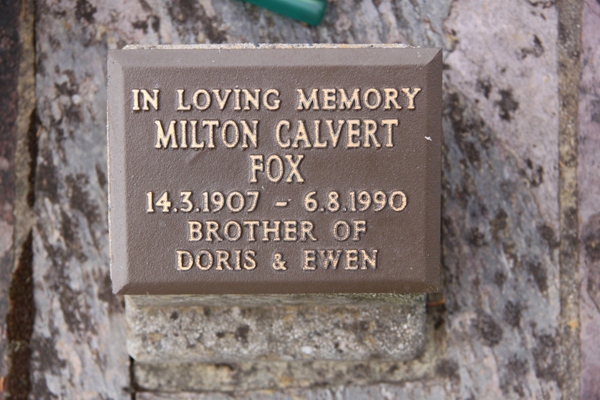 IN LOVING MEMORY
MILTON CALVERT
FOX
14.3.1907 - 6.8.1990
BROTHER OF
DORIS & EWEN